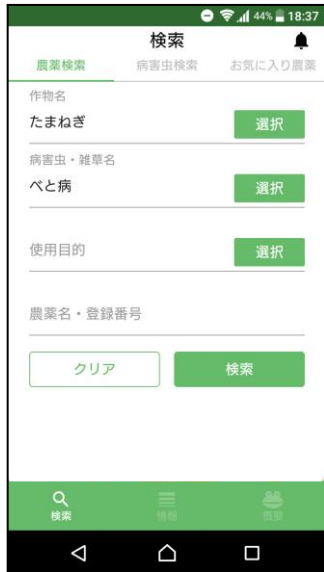 44% 18:37
検索
農薬検索 病害虫検索 お気に入り農薬
作物名
たまねぎ 選択
病害虫・雑草名
べと病 選択
使用目的 選択
農薬名・登録番号
クリア 検索
検索 情報 概要